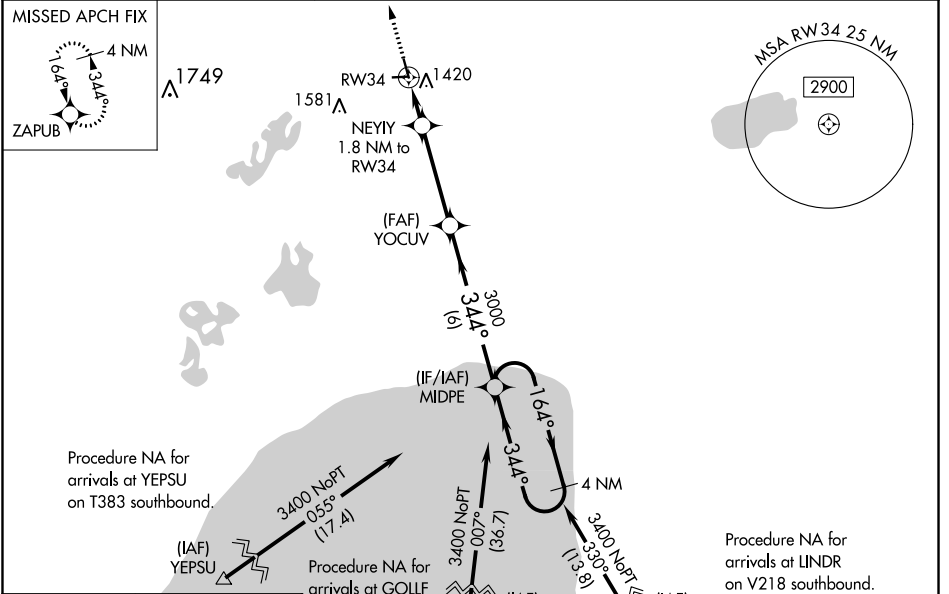 MISSED APCH FIX
4 NM
164°
344°
ZAPUB
1749
1581
RW34
1420
NEYIY
1.8 NM to
RW34
(FAF)
YOCUV
3000
344°
(6)
(IF/IAF)
MIDPE
164°
344°
4 NM
MSA RW34 25 NM
2900
Procedure NA for
arrivals at YEPSU
on T383 southbound.
3400 NoPT
055°
(17.4)
(IAF)
YEPSU
3400 NoPT
007°
(36.7)
Procedure NA for
arrivals at GOLLF
3400 NoPT
330°
(13.8)
Procedure NA for
arrivals at LINDR
on V218 southbound.